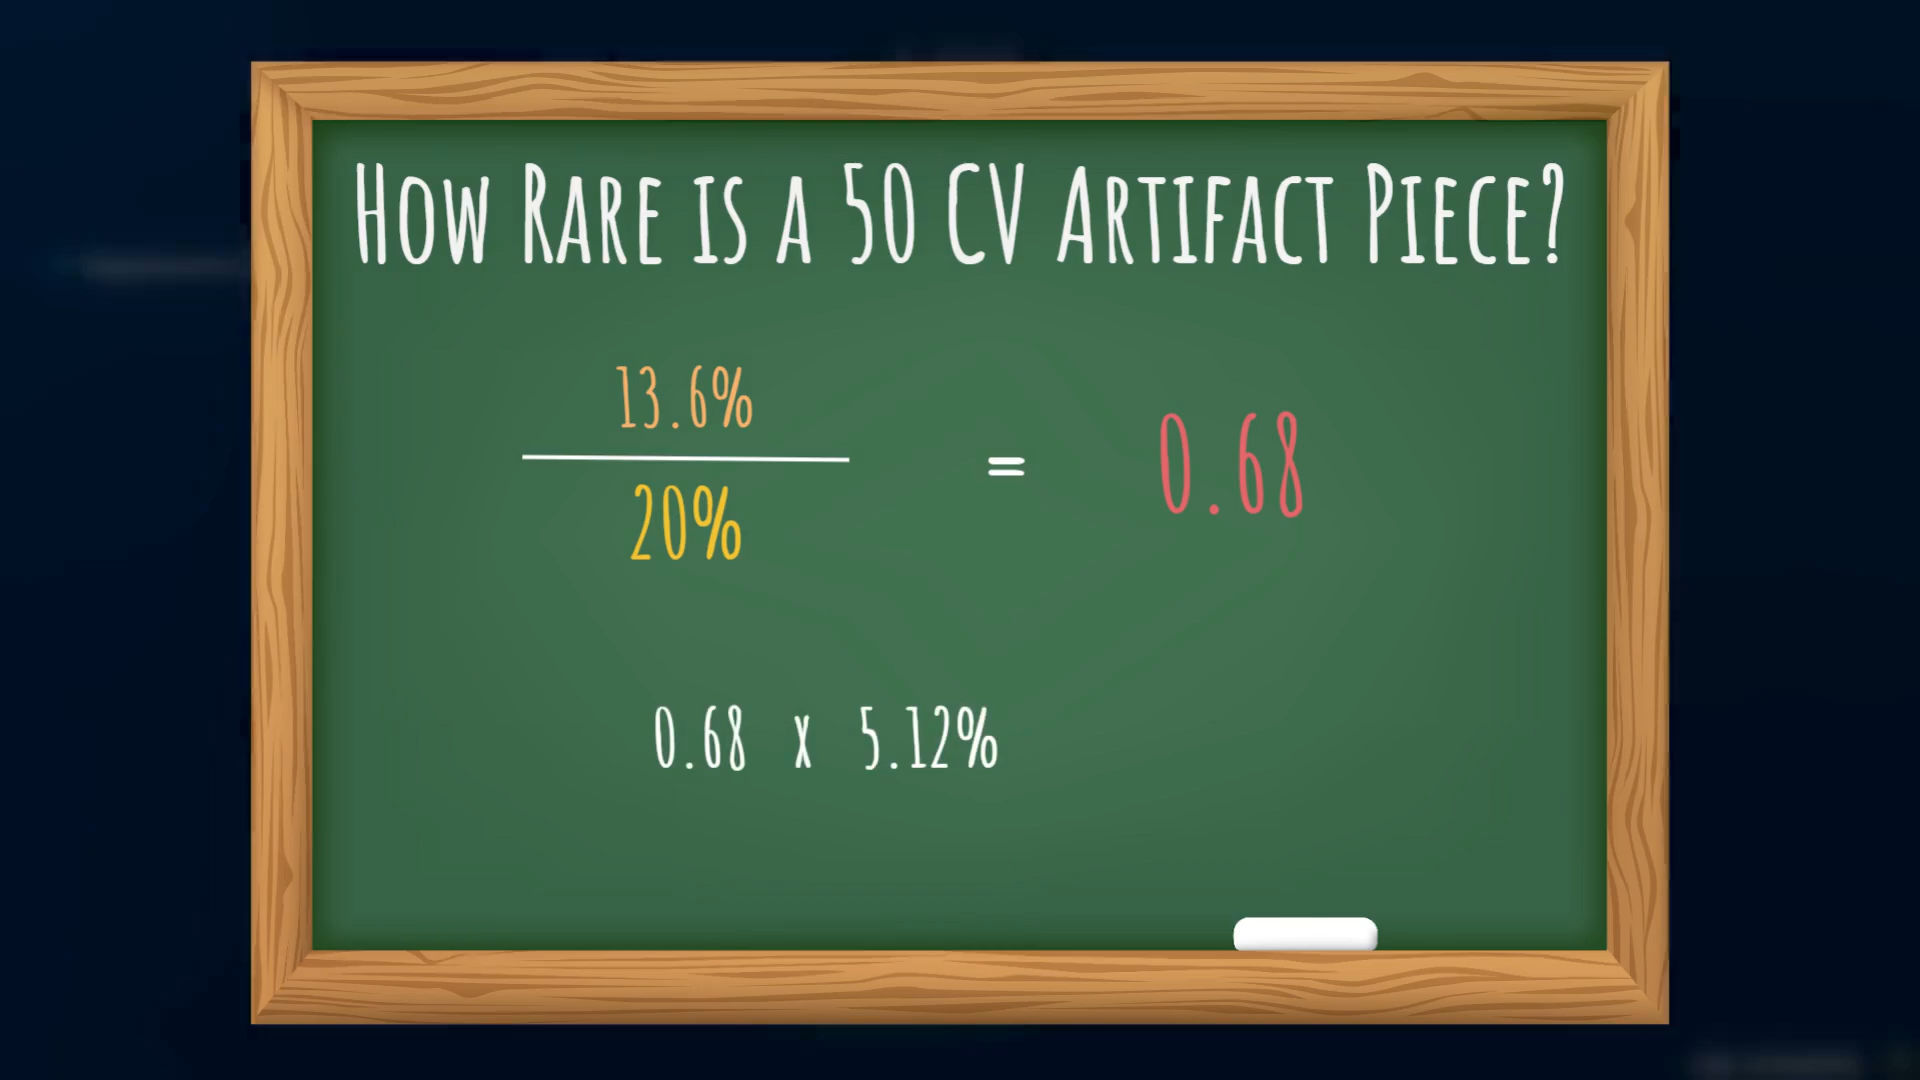 How Rare is a 50 CV Artifact Piece?
13.6%
20%
= 0.68
0.68 x 5.12%